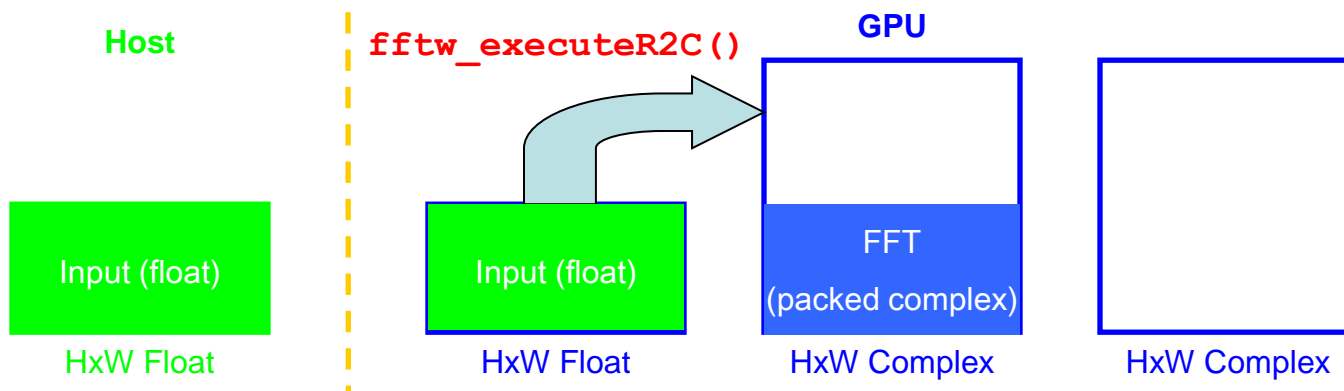 Host
fftw_executeR2C()
GPU
Input (float)
Input (float)
FFT
(packed complex)
HxW Float
HxW Float
HxW Complex
HxW Complex